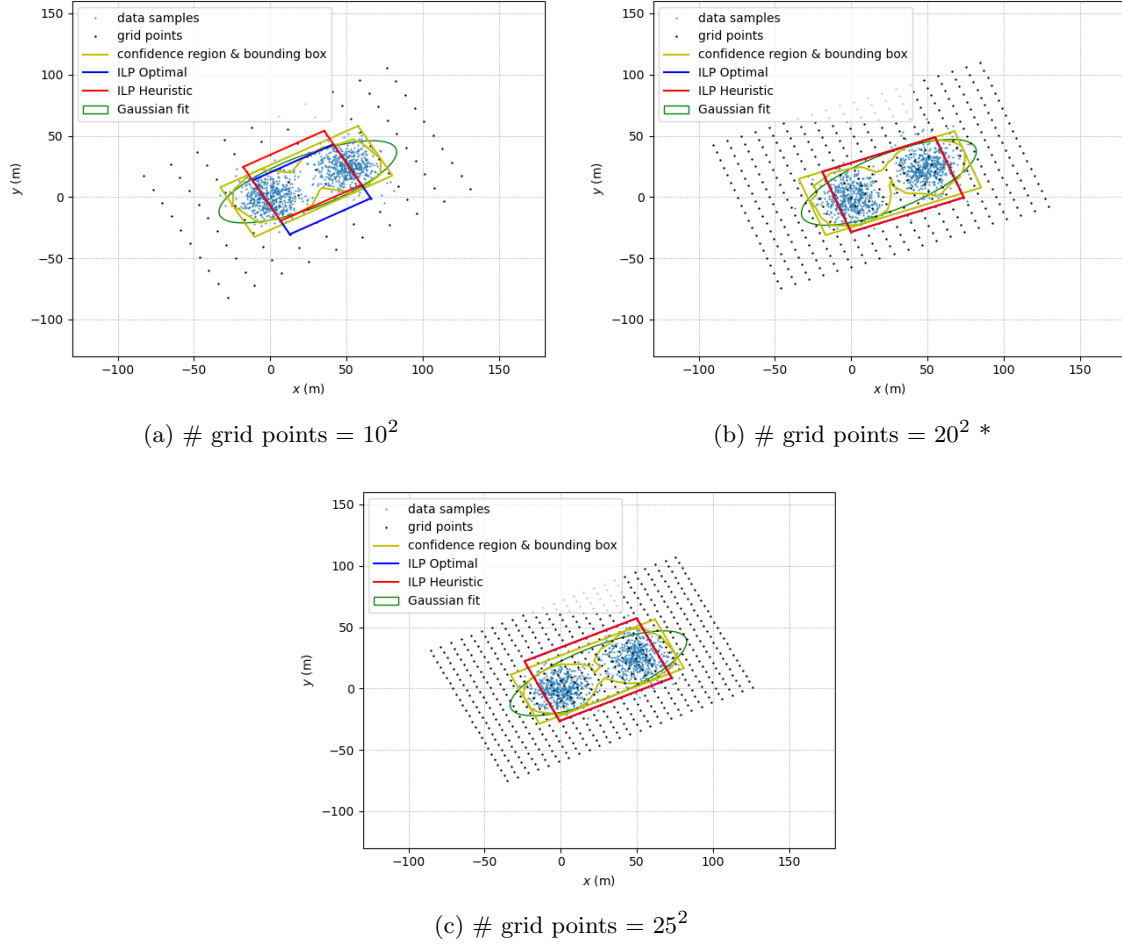 data samples
grid points
confidence region & bounding box
ILP Optimal
ILP Heuristic
Gaussian fit
150
100
50
0
−50
−100
y (m)
−100 −50 0 50 100 150
x (m)
(a) # grid points = 10²
data samples
grid points
confidence region & bounding box
ILP Optimal
ILP Heuristic
Gaussian fit
150
100
50
0
−50
−100
y (m)
−100 −50 0 50 100 150
x (m)
(b) # grid points = 20² *
data samples
grid points
confidence region & bounding box
ILP Optimal
ILP Heuristic
Gaussian fit
150
100
50
0
−50
−100
y (m)
−100 −50 0 50 100 150
x (m)
(c) # grid points = 25²